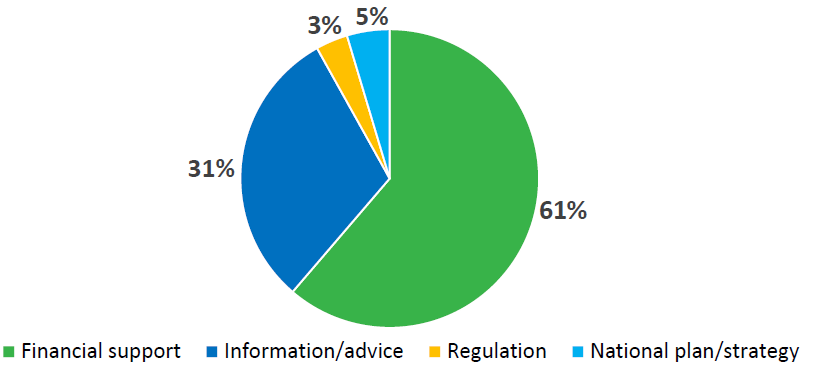 3% 5%
31%
61%
Financial support Information/advice Regulation National plan/strategy